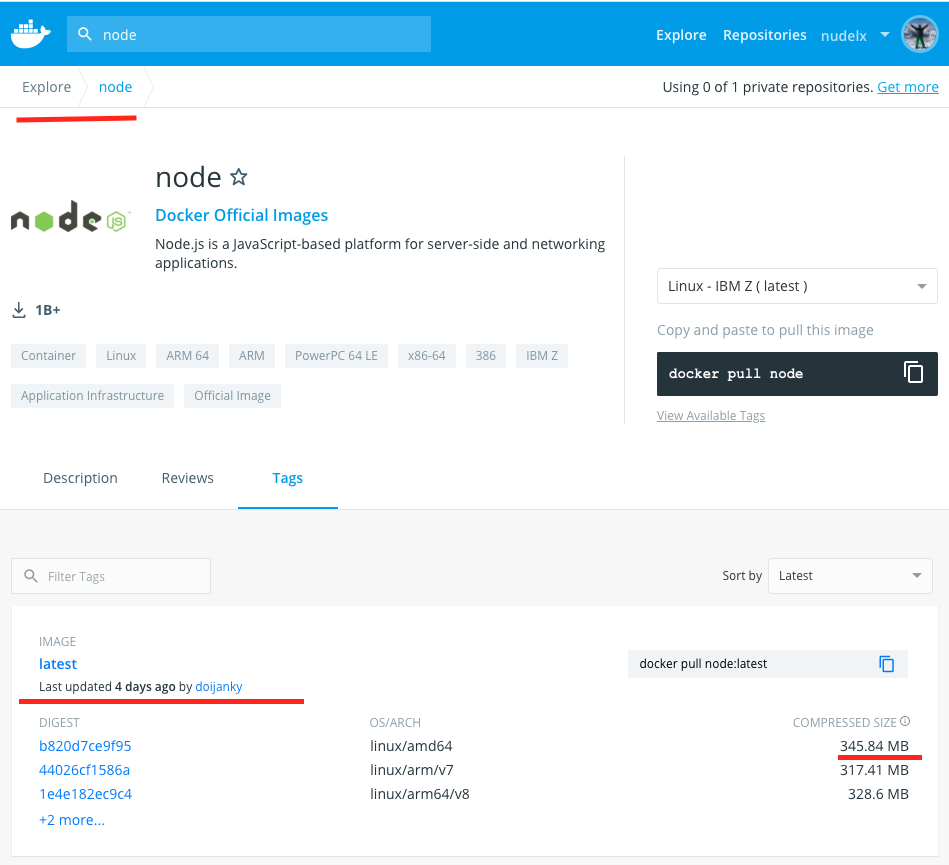 node
Explore Repositories nudelx
Explore node
Using 0 of 1 private repositories. Get more
node JS ™
node
Docker Official Images
Node.js is a JavaScript-based platform for server-side and networking
applications.
1B+
Container Linux ARM 64 ARM PowerPC 64 LE x86-64 386 IBM Z
Application Infrastructure Official Image
Linux - IBM Z ( latest )
Copy and paste to pull this image
docker pull node
View Available Tags
Description Reviews Tags
Filter Tags
Sort by Latest
IMAGE
latest
Last updated 4 days ago by doijanky
docker pull node:latest
DIGEST OS/ARCH COMPRESSED SIZE
b820d7ce9f95 linux/amd64 345.84 MB
44026cf1586a linux/arm/v7 317.41 MB
1e4e182ec9c4 linux/arm64/v8 328.6 MB
+2 more...